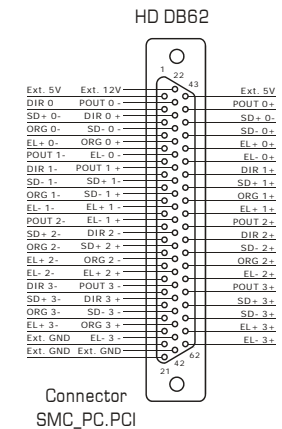 HD DB62
1
22
43
Ext. 5V Ext. 12V Ext. 5V
DIR 0 POUT 0 - POUT 0+
SD+ 0- DIR 0 + SD+ 0-
ORG 0- SD- 0 - SD- 0+
EL+ 0- ORG 0 + EL+ 0+
POUT 1- EL- 0 - EL- 0+
DIR 1- POUT 1 + DIR 1+
SD- 1- SD+ 1- SD+ 1+
ORG 1- SD- 1 + ORG 1+
EL- 1- EL+ 1 - EL+ 1+
POUT 2- EL- 1 + POUT 2+
SD+ 2- DIR 2 - DIR 2+
ORG 2- SD+ 2 + SD- 2+
EL+ 2- ORG 2 - ORG 2+
EL- 2- EL+ 2 + EL- 2+
DIR 3- POUT 3 - POUT 3+
SD+ 3- DIR 3 + SD+ 3+
ORG 3- SD- 3 - SD- 3+
EL+ 3- ORG 3 + EL+ 3+
Ext. GND EL- 3 - EL- 3+
Ext. GND Ext. GND
62
42
21
Connector
SMC_PC.PCI